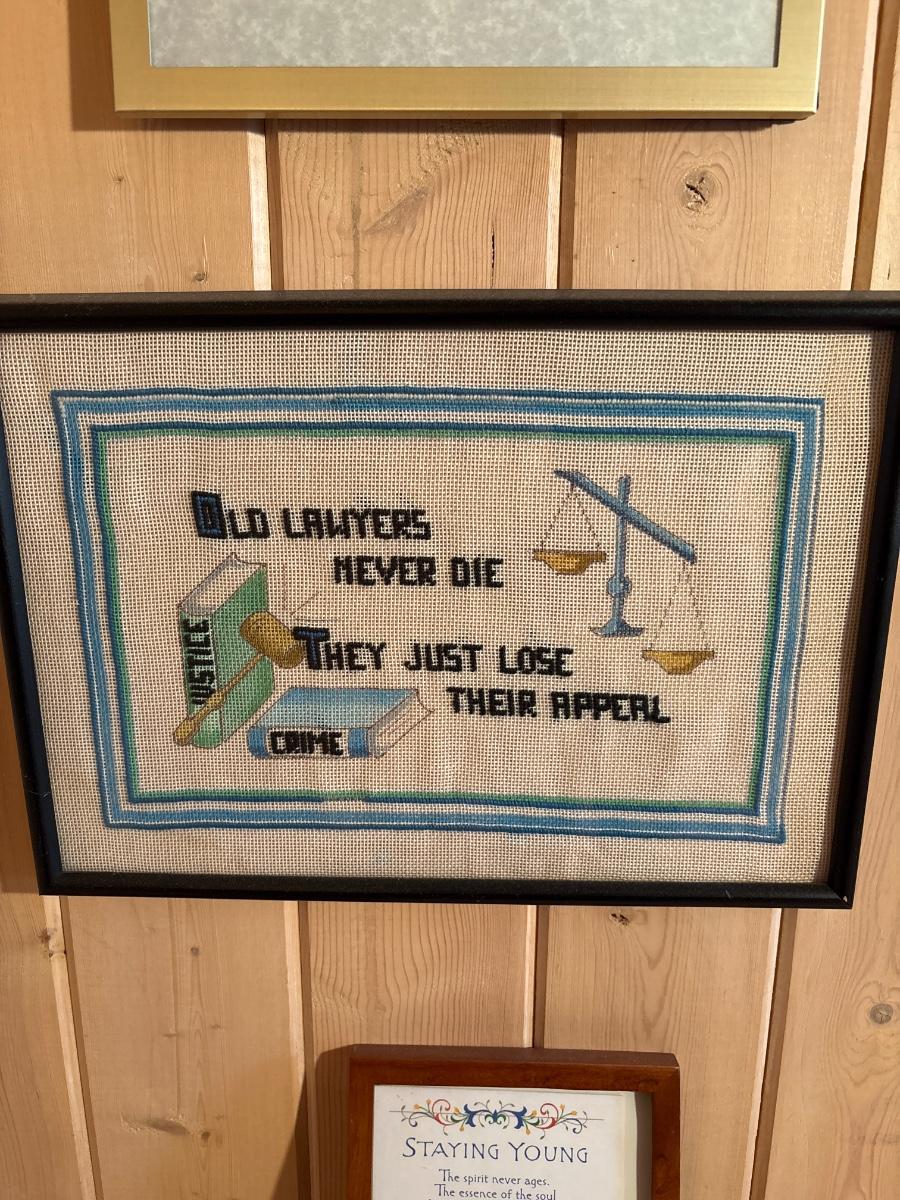 OLD LAWYERS
NEVER DIE
JUSTICE
THEY JUST LOSE
THEIR APPEAL
CRIME
STAYING YOUNG
The spirit never ages.
The essence of the soul